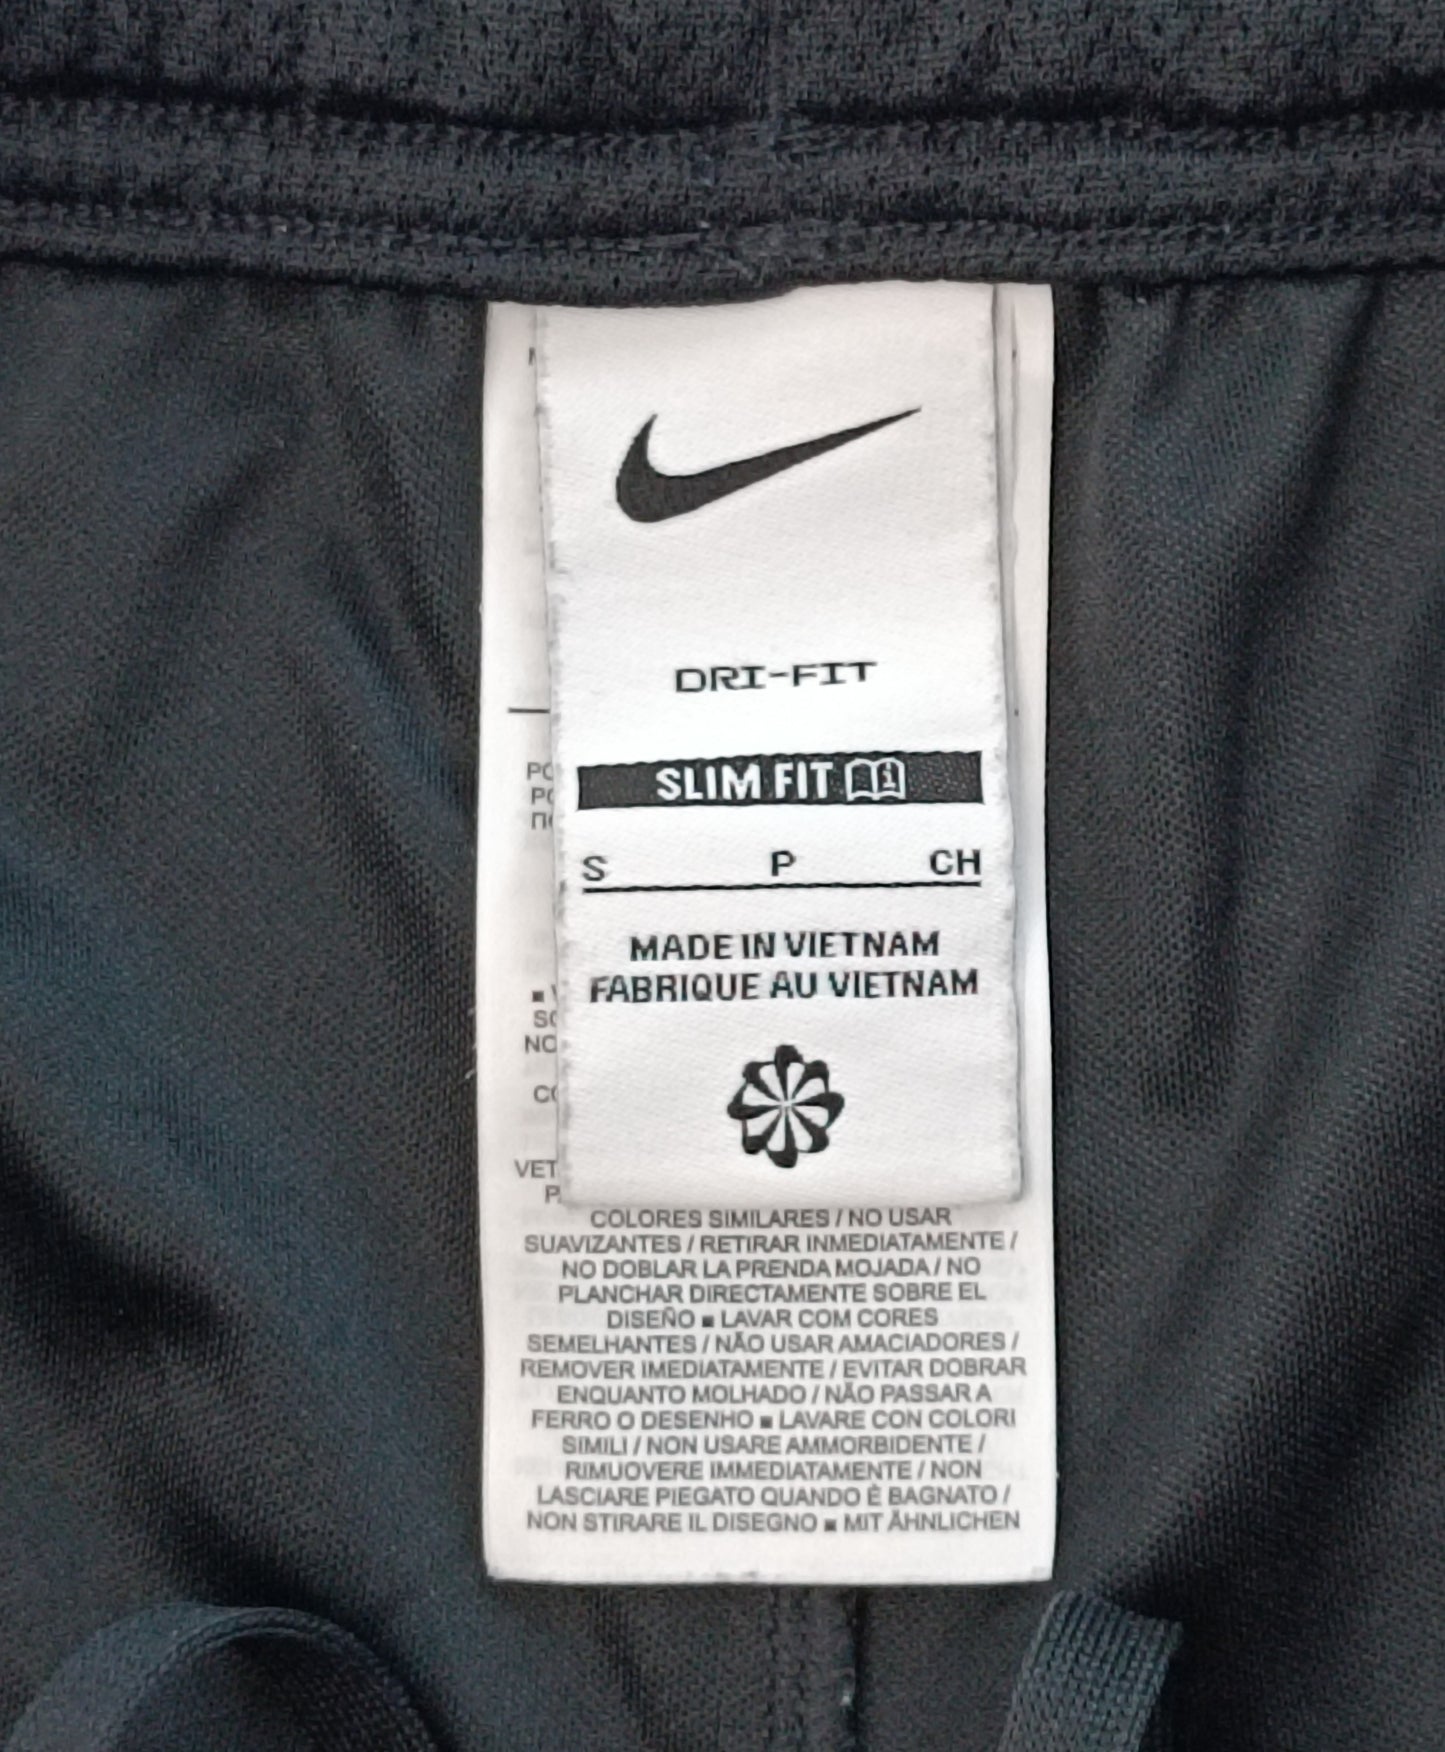 DRI-FIT
SLIM FIT
S P CH
MADE IN VIETNAM
FABRIQUE AU VIETNAM
COLORES SIMILARES / NO USAR
SUAVIZANTES / RETIRAR INMEDIATAMENTE /
NO DOBLAR LA PRENDA MOJADA / NO
PLANCHAR DIRECTAMENTE SOBRE EL
DISEÑO ■ LAVAR COM CORES
SEMELHANTES / NÃO USAR AMACIADORES /
REMOVER IMEDIATAMENTE / EVITAR DOBRAR
ENQUANTO MOLHADO / NÃO PASSAR A
FERRO O DESENHO ■ LAVARE CON COLORI
SIMILI / NON USARE AMMORBIDENTE /
RIMUOVERE IMMEDIATAMENTE / NON
LASCIARE PIEGATO QUANDO È BAGNATO /
NON STIRARE IL DISEGNO ■ MIT ÄHNLICHEN